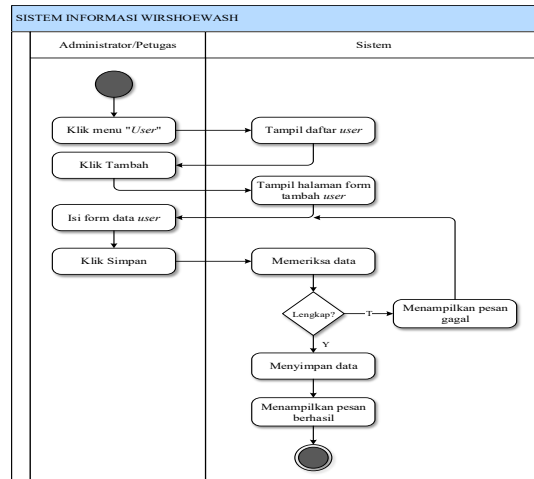 SISTEM INFORMASI WIRSHOEWASH
Administrator/Petugas
Sistem
Klik menu "User"
Tampil daftar user
Klik Tambah
Tampil halaman form
tambah user
Isi form data user
Klik Simpan
Memeriksa data
Lengkap?
T
Menampilkan pesan
gagal
Y
Menyimpan data
Menampilkan pesan
berhasil